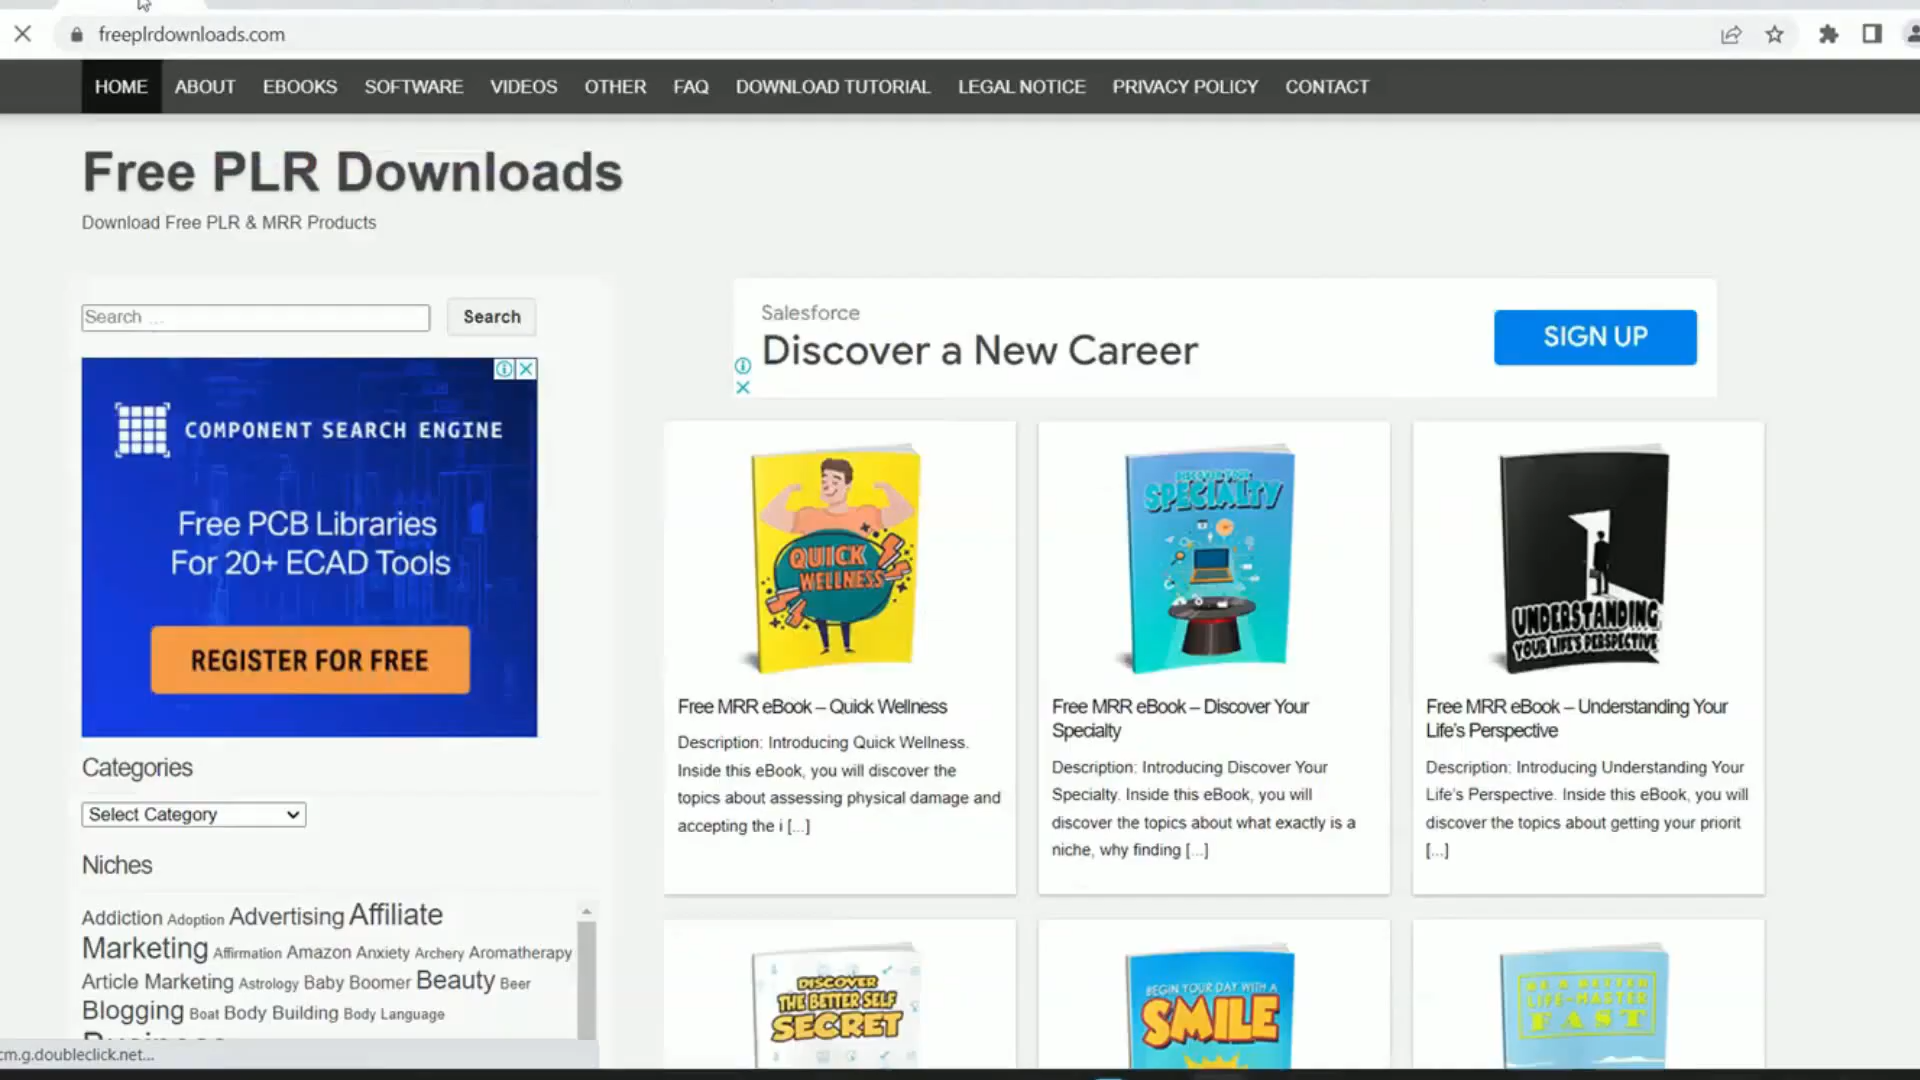 freeplrdownloads.com
HOME ABOUT EBOOKS SOFTWARE VIDEOS OTHER FAQ DOWNLOAD TUTORIAL LEGAL NOTICE PRIVACY POLICY CONTACT
Free PLR Downloads
Download Free PLR & MRR Products
Search ...
Search
COMPONENT SEARCH ENGINE
Free PCB Libraries
For 20+ ECAD Tools
REGISTER FOR FREE
Categories
Select Category
Niches
Addiction Adoption Advertising Affiliate
Marketing Affirmation Amazon Anxiety Archery Aromatherapy
Article Marketing Astrology Baby Boomer Beauty Beer
Blogging Boat Body Building Body Language
cm.g.doubleclick.net...
Salesforce
Discover a New Career
SIGN UP
QUICK
WELLNESS
Free MRR eBook – Quick Wellness
Description: Introducing Quick Wellness.
Inside this eBook, you will discover the
topics about assessing physical damage and
accepting the i [...]
DISCOVER YOUR
SPECIALTY
Free MRR eBook – Discover Your
Specialty
Description: Introducing Discover Your
Specialty. Inside this eBook, you will
discover the topics about what exactly is a
niche, why finding [...]
UNDERSTANDING
YOUR LIFE'S PERSPECTIVE
Free MRR eBook – Understanding Your
Life's Perspective
Description: Introducing Understanding Your
Life's Perspective. Inside this eBook, you will
discover the topics about getting your priorit
[...]
DISCOVER
THE BETTER SELF
SECRET
BEGIN YOUR DAY WITH A
SMILE
BE A BETTER
LIFE-MASTER
FAST